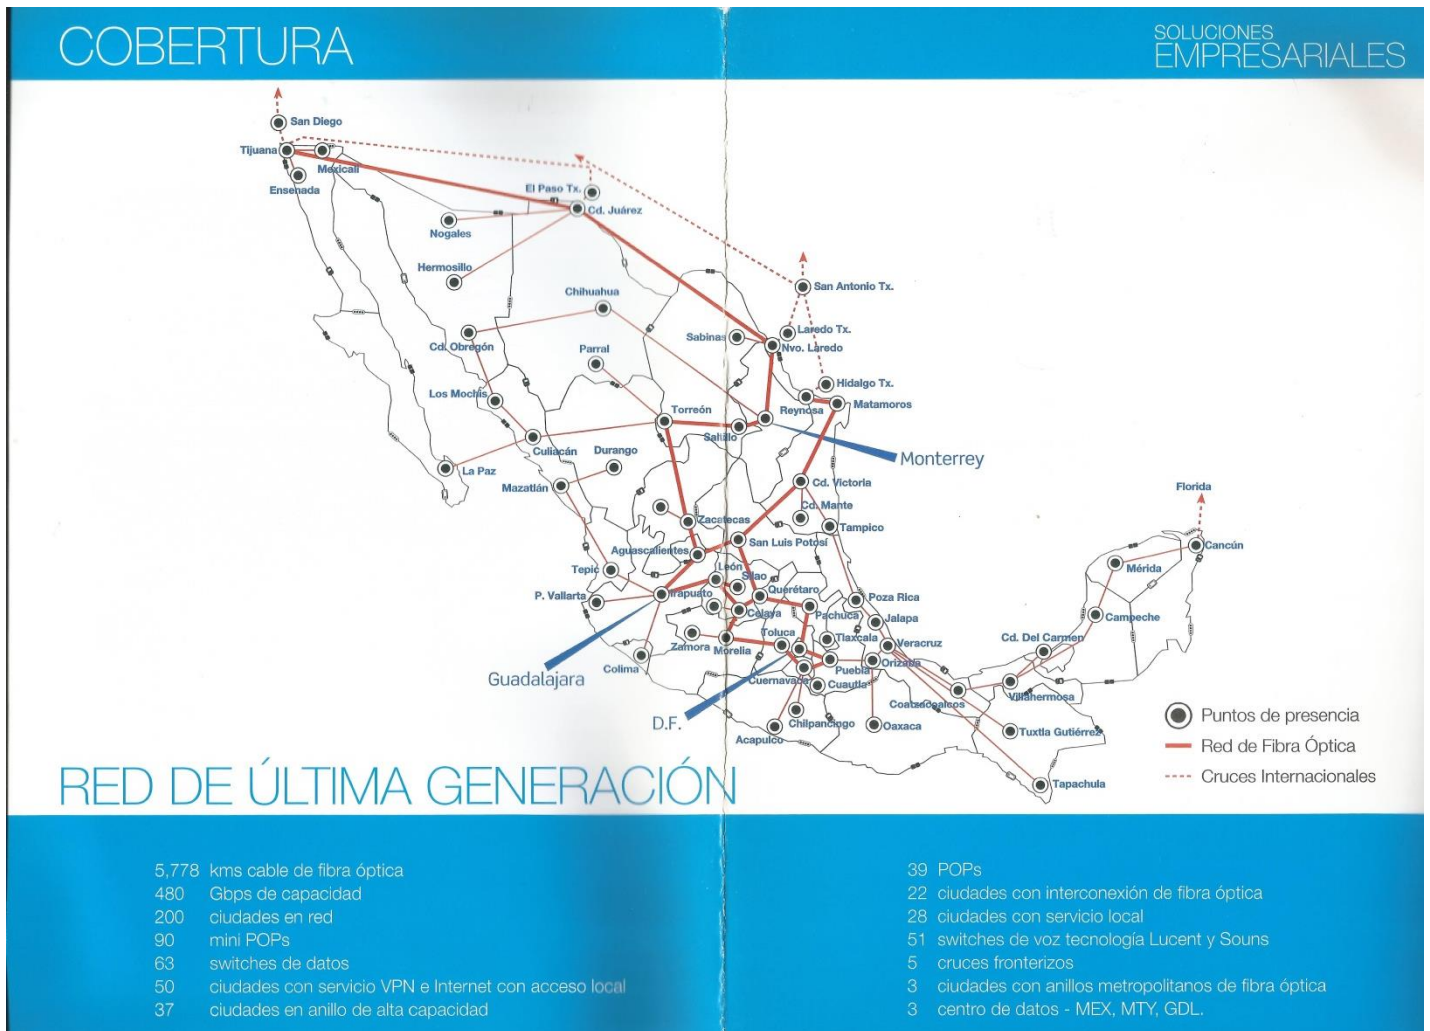 COBERTURA
SOLUCIONES
EMPRESARIALES
San Diego
Tijuana
Mexicali
Ensenada
El Paso Tx.
Cd. Juárez
Nogales
Hermosillo
Chihuahua
San Antonio Tx.
Cd. Obregón
Sabinas
Laredo Tx.
Nvo. Laredo
Parral
Hidalgo Tx.
Los Mochis
Torreón
Reynosa
Matamoros
Saltillo
Culiacán
Durango
Monterrey
La Paz
Mazatlán
Cd. Victoria
Florida
Cd. Mante
Zacatecas
Tampico
San Luis Potosí
Aguascalientes
Cancún
León
Tepic
Silao
Mérida
P. Vallarta
Irapuato
Querétaro
Poza Rica
Celaya
Pachuca
Campeche
Jalapa
Toluca
Tlaxcala
Cd. Del Carmen
Zamora
Morelia
Veracruz
Colima
Puebla
Orizaba
Guadalajara
Cuernavaca
Cuautla
Villahermosa
Coatzacoalcos
D.F.
Chilpancingo
Oaxaca
Tuxtla Gutiérrez
Acapulco
Tapachula
Puntos de presencia
Red de Fibra Óptica
Cruces Internacionales
RED DE ÚLTIMA GENERACIÓN
5,778 kms cable de fibra óptica
480 Gbps de capacidad
200 ciudades en red
90 mini POPs
63 switches de datos
50 ciudades con servicio VPN e Internet con acceso local
37 ciudades en anillo de alta capacidad
39 POPs
22 ciudades con interconexión de fibra óptica
28 ciudades con servicio local
51 switches de voz tecnología Lucent y Souns
5 cruces fronterizos
3 ciudades con anillos metropolitanos de fibra óptica
3 centro de datos - MEX, MTY, GDL.